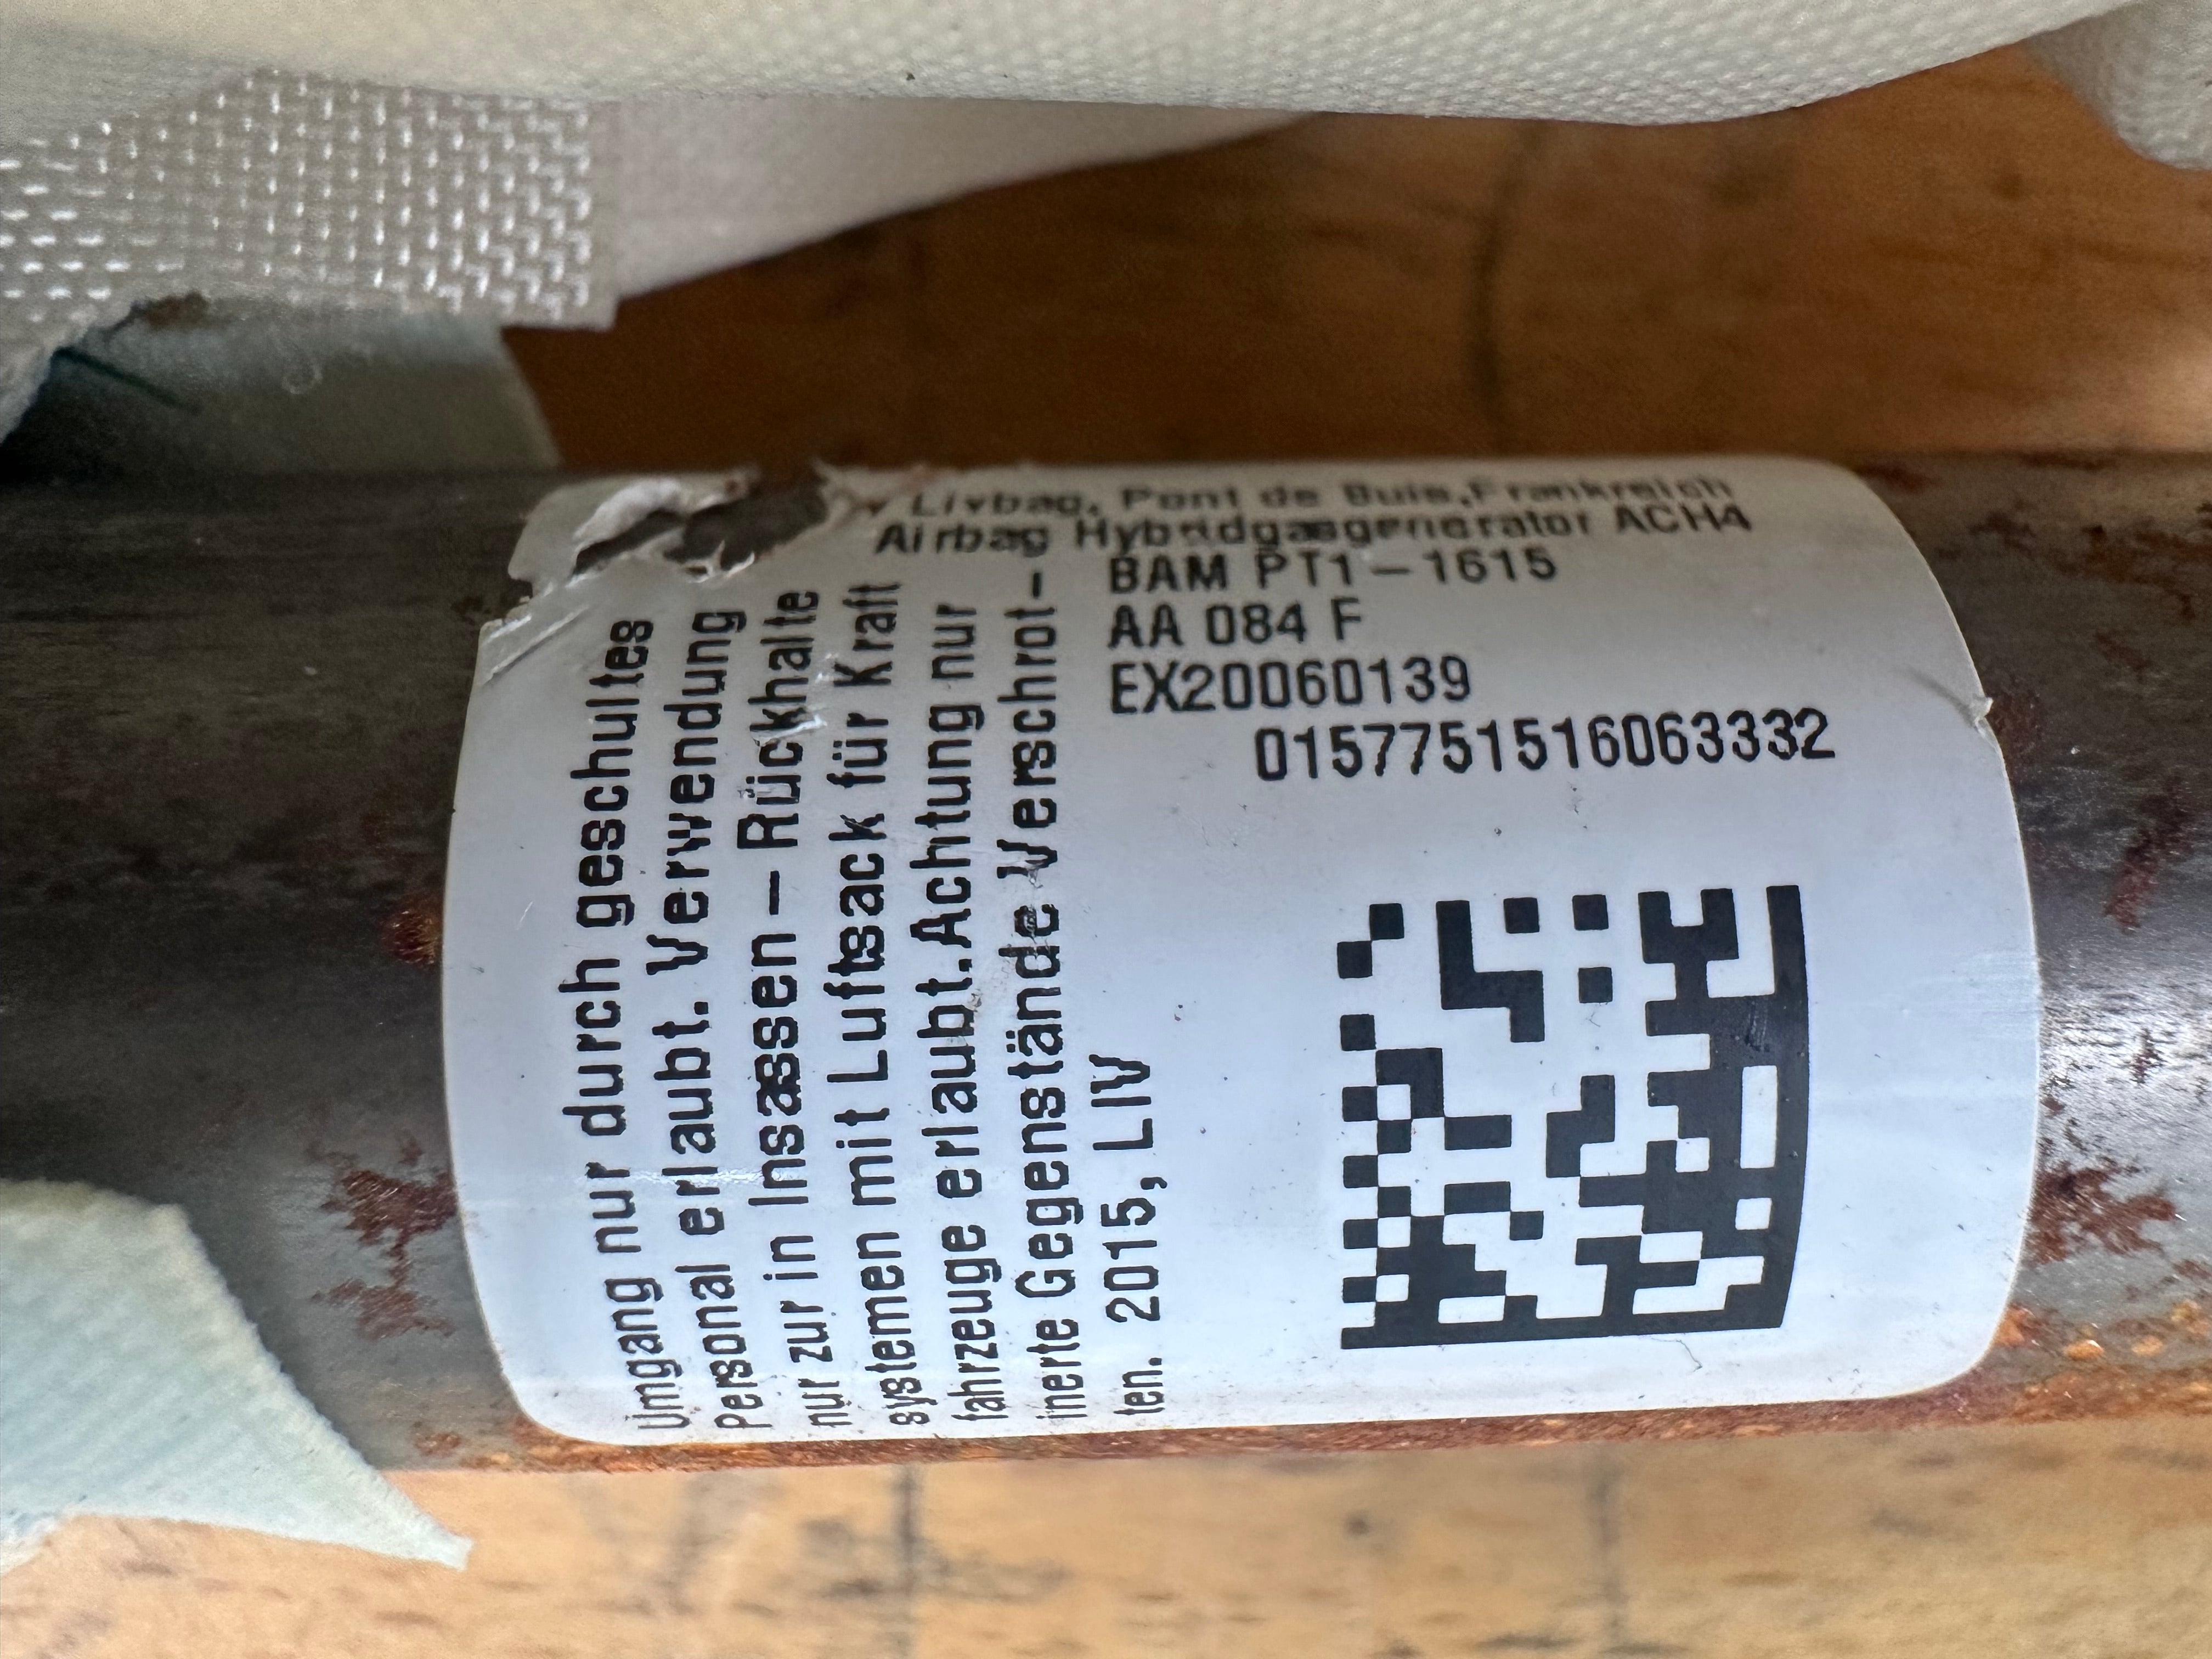 Livbag, Pont de Buis,Frankreich
Airbag Hybridgasgenerator ACH4
BAM PT1-1615
AA 084 F
EX20060139
0157751516063332
Umgang nur durch geschultes
Personal erlaubt. Verwendung
nur zur in Insassen-Rückhalte
systemen mit Luftsack für Kraft
fahrzeuge erlaubt.Achtung nur
inerte Gegenstände Verschrot-
ten. 2015, LIV